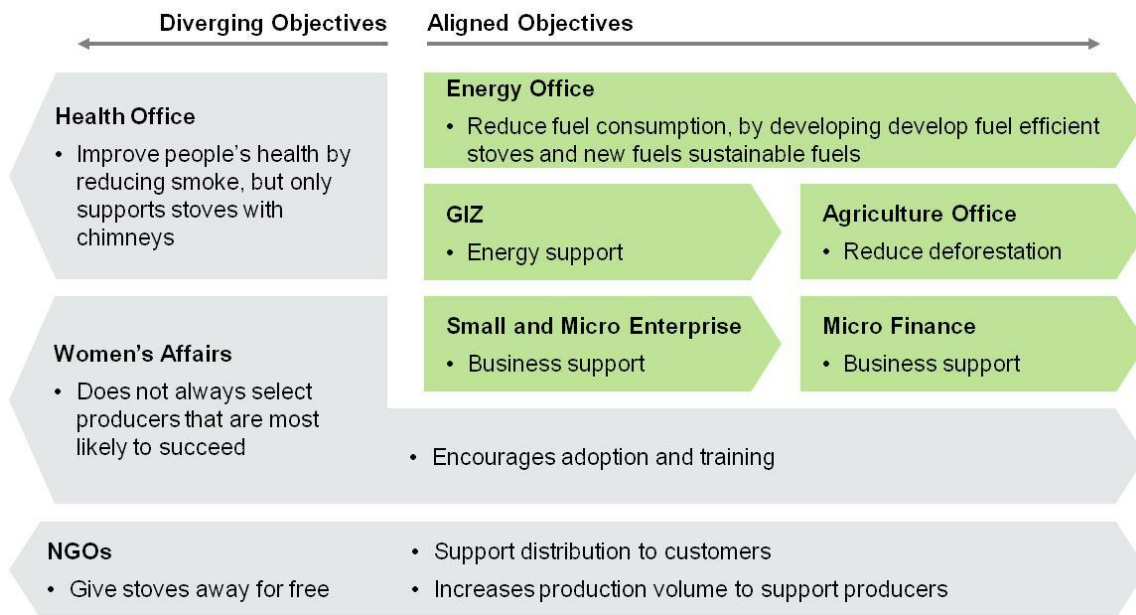 Diverging Objectives
Aligned Objectives
Health Office
• Improve people's health by
reducing smoke, but only
supports stoves with
chimneys
Energy Office
• Reduce fuel consumption, by developing develop fuel efficient
stoves and new fuels sustainable fuels
GIZ
• Energy support
Agriculture Office
• Reduce deforestation
Small and Micro Enterprise
• Business support
Micro Finance
• Business support
Women's Affairs
• Does not always select
producers that are most
likely to succeed
• Encourages adoption and training
NGOs
• Give stoves away for free
• Support distribution to customers
• Increases production volume to support producers